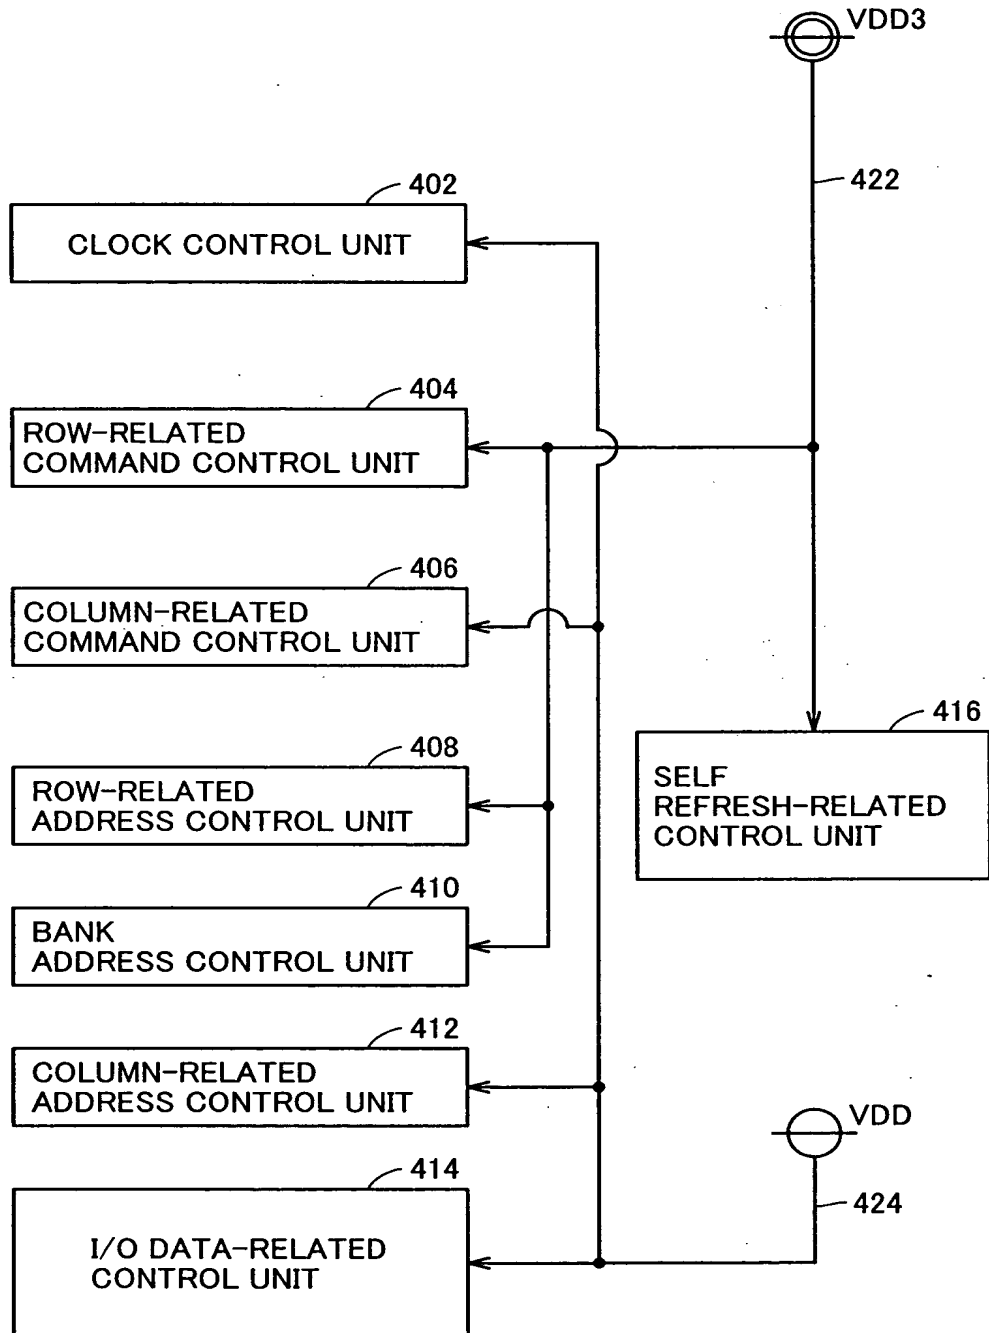 VDD3
422
402
CLOCK CONTROL UNIT
404
ROW-RELATED
COMMAND CONTROL UNIT
406
COLUMN-RELATED
COMMAND CONTROL UNIT
408
ROW-RELATED
ADDRESS CONTROL UNIT
416
SELF
REFRESH-RELATED
CONTROL UNIT
410
BANK
ADDRESS CONTROL UNIT
412
COLUMN-RELATED
ADDRESS CONTROL UNIT
VDD
424
414
I/O DATA-RELATED
CONTROL UNIT